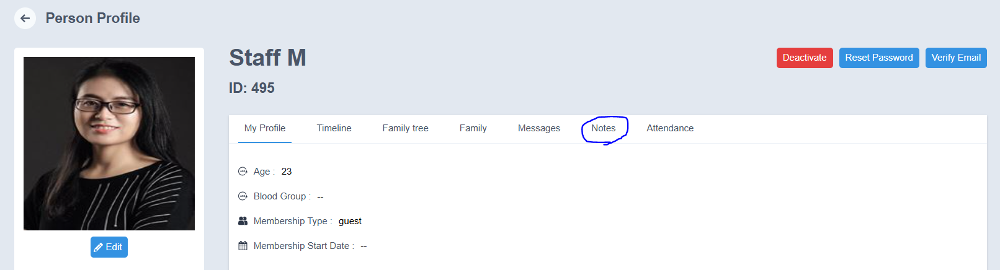 Person Profile
Staff M
Deactivate
Reset Password
Verify Email
ID: 495
My Profile
Timeline
Family tree
Family
Messages
Notes
Attendance
Age : 23
Blood Group : --
Membership Type : guest
Membership Start Date : --
Edit